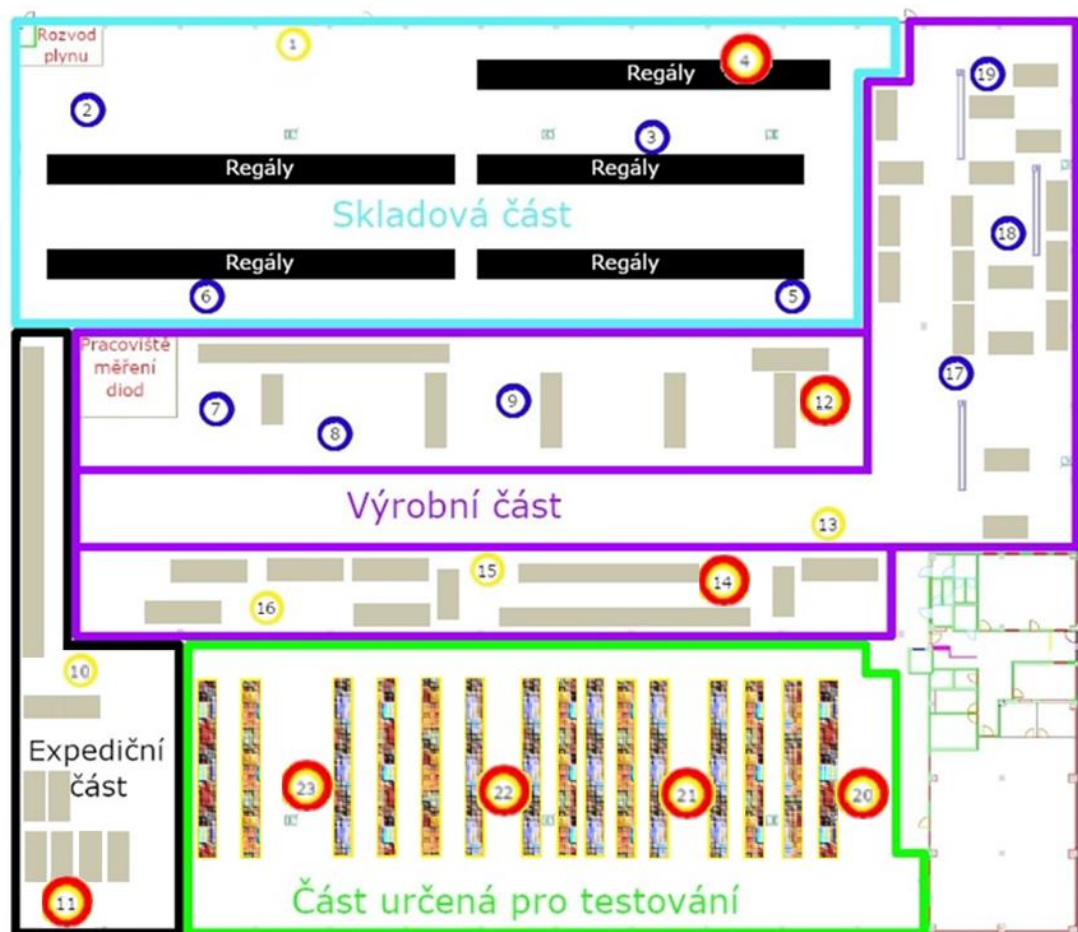 Rozvod
plynu
1
4
Regály
19
2
3
Regály
Regály
Skladová část
18
Regály
Regály
6
5
Pracoviště
měření
diod
17
7
8
9
12
Výrobní část
13
15
14
16
10
Expediční
část
23
22
21
20
11
Část určená pro testování